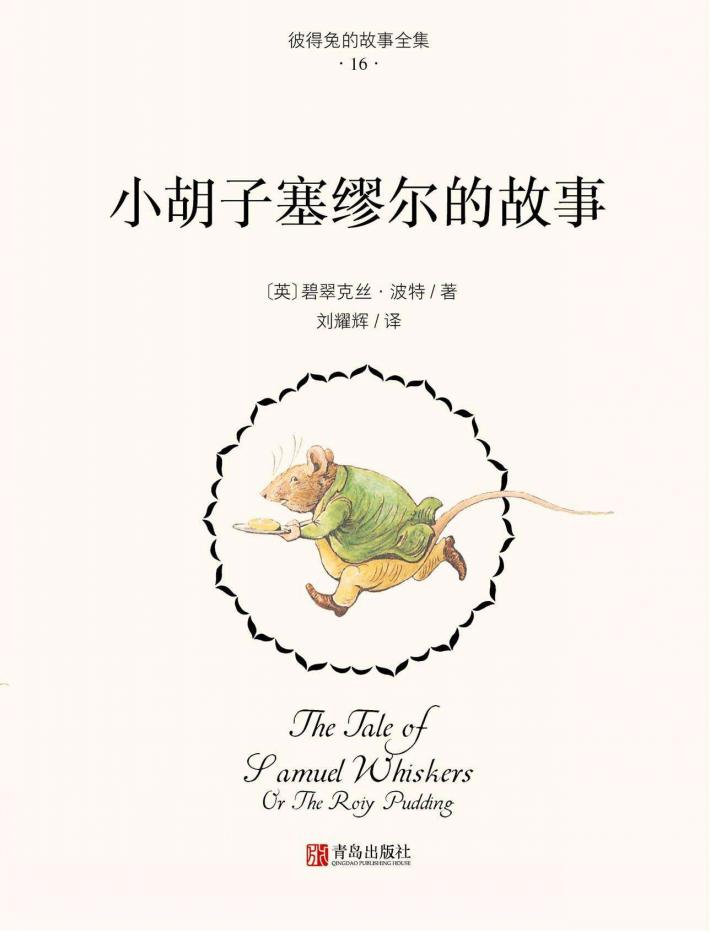 彼得兔的故事全集
· 16 ·
小胡子塞缪尔的故事
〔英〕碧翠克丝 · 波特 / 著
刘耀辉 / 译
The Tale of
Samuel Whiskers
Or The Roiy Pudding
青岛出版社
QINGDAO PUBLISHING HOUSE